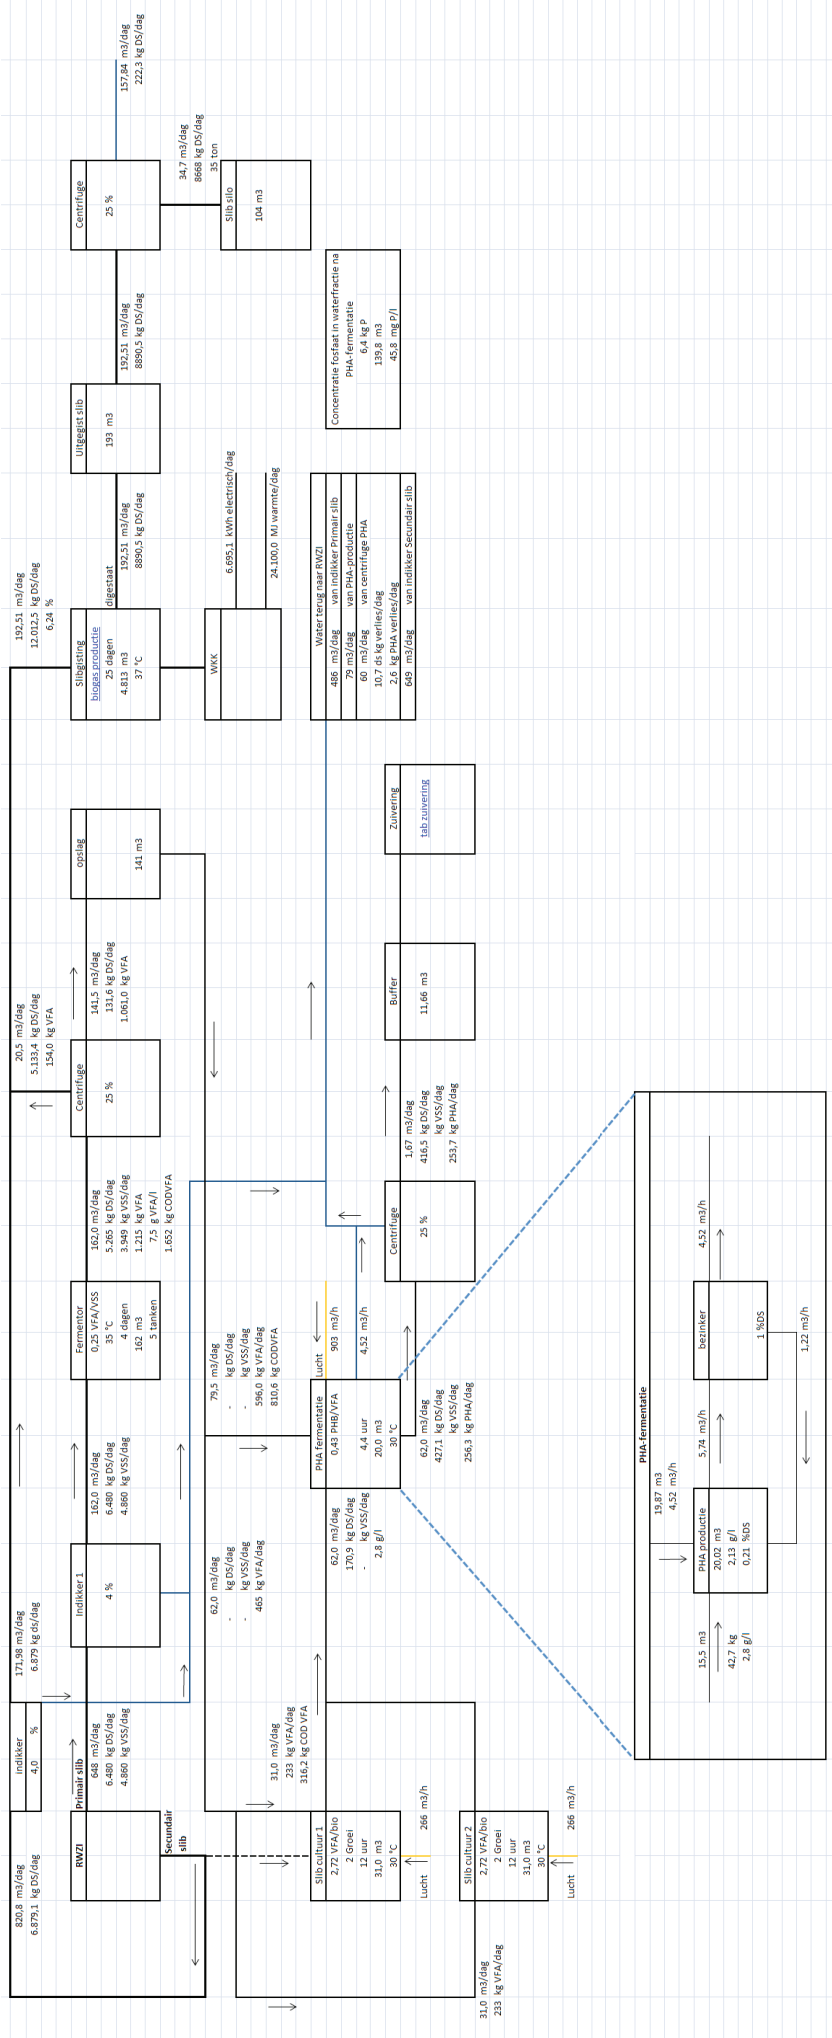 820,8 m3/dag
6.879,1 kg DS/dag
indikker
4,0 %
171,98 m3/dag
6.879 kg ds/dag
RWZI
Primair slib
648 m3/dag
6.480 kg DS/dag
4.860 kg VSS/dag
Secundair
slib
Indikker 1
4 %
162,0 m3/dag
6.480 kg DS/dag
4.860 kg VSS/dag
Fermentor
0,25 VFA/VSS
35 °C
4 dagen
162 m3
5 tanken
162,0 m3/dag
5.265 kg DS/dag
3.949 kg VSS/dag
1.215 kg VFA
7,5 g VFA/l
1.652 kg CODVFA
Centrifuge
25 %
20,5 m3/dag
5.133,4 kg DS/dag
154,0 kg VFA
141,5 m3/dag
131,6 kg DS/dag
1.061,0 kg VFA
opslag
141 m3
Slibgisting
biogas productie
25 dagen
4.813 m3
37 °C
192,51 m3/dag
12.012,5 kg DS/dag
6,24 %
digestaat
192,51 m3/dag
8890,5 kg DS/dag
Uitgegist slib
193 m3
192,51 m3/dag
8890,5 kg DS/dag
Centrifuge
25 %
157,84 m3/dag
222,3 kg DS/dag
34,7 m3/dag
8668 kg DS/dag
35 ton
Slib silo
104 m3
WKK
6.695,1 kWh electrisch/dag
24.100,0 MJ warmte/dag
31,0 m3/dag
233 kg VFA/dag
316,2 kg COD VFA
62,0 m3/dag
- kg DS/dag
- kg VSS/dag
465 kg VFA/dag
79,5 m3/dag
- kg DS/dag
- kg VSS/dag
596,0 kg VFA/dag
810,6 kg CODVFA
Slib cultuur 1
2,72 VFA/bio
2 Groei
12 uur
31,0 m3
30 °C
Lucht
266 m3/h
Slib cultuur 2
2,72 VFA/bio
2 Groei
12 uur
31,0 m3
30 °C
Lucht
266 m3/h
31,0 m3/dag
233 kg VFA/dag
62,0 m3/dag
170,9 kg DS/dag
- kg VSS/dag
2,8 g/l
PHA fermentatie
0,43 PHB/VFA
4,4 uur
20,0 m3
30 °C
Lucht
903 m3/h
4,52 m3/h
62,0 m3/dag
427,1 kg DS/dag
kg VSS/dag
256,3 kg PHA/dag
Centrifuge
25 %
1,67 m3/dag
416,5 kg DS/dag
kg VSS/dag
253,7 kg PHA/dag
Buffer
11,66 m3
Zuivering
tab zuivering
Water terug naar RWZI
486 m3/dag van indikker Primair slib
79 m3/dag van PHA-productie
60 m3/dag van centrifuge PHA
10,7 ds kg verlies/dag
2,6 kg PHA verlies/dag
649 m3/dag van indikker Secundair slib
Concentratie fosfaat in waterfractie na
PHA-fermentatie
6,4 kg P
139,8 m3
45,8 mg P/l
PHA-fermentatie
19,87 m3
4,52 m3/h
15,5 m3
42,7 kg
2,8 g/l
PHA productie
20,02 m3
2,13 g/l
0,21 %DS
5,74 m3/h
bezinker
1 %DS
4,52 m3/h
1,22 m3/h